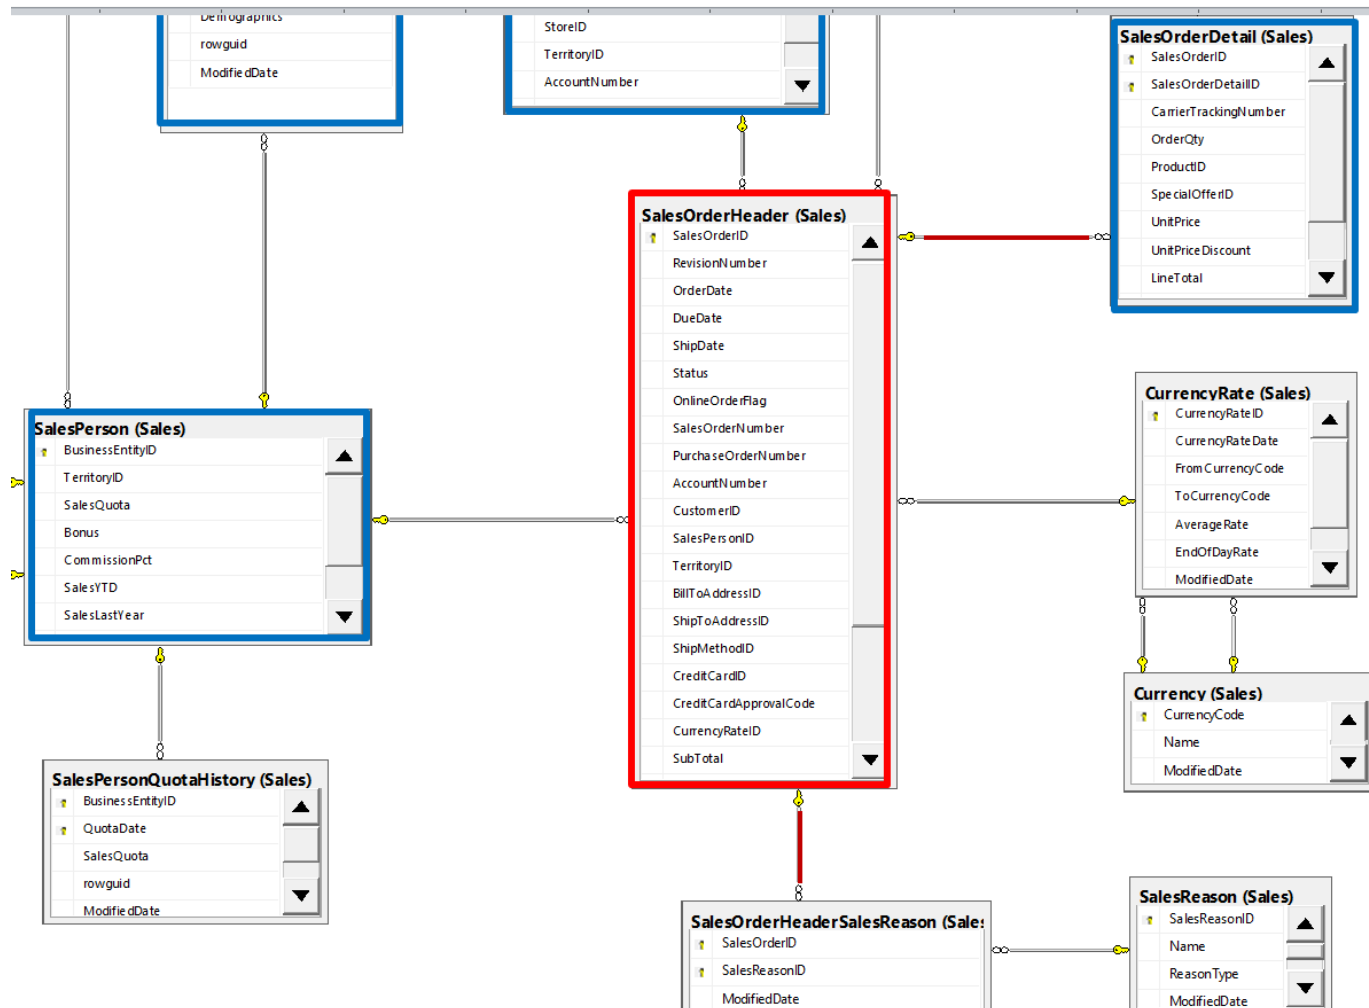 Demographics
rowguid
ModifiedDate
StoreID
TerritoryID
AccountNumber
SalesOrderDetail (Sales)
SalesOrderID
SalesOrderDetailID
CarrierTrackingNumber
OrderQty
ProductID
SpecialOfferID
UnitPrice
UnitPriceDiscount
LineTotal
SalesOrderHeader (Sales)
SalesOrderID
RevisionNumber
OrderDate
DueDate
ShipDate
Status
OnlineOrderFlag
SalesOrderNumber
PurchaseOrderNumber
AccountNumber
CustomerID
SalesPersonID
TerritoryID
BillToAddressID
ShipToAddressID
ShipMethodID
CreditCardID
CreditCardApprovalCode
CurrencyRateID
SubTotal
SalesPerson (Sales)
BusinessEntityID
TerritoryID
SalesQuota
Bonus
CommissionPct
SalesYTD
SalesLastYear
CurrencyRate (Sales)
CurrencyRateID
CurrencyRateDate
FromCurrencyCode
ToCurrencyCode
AverageRate
EndOfDayRate
ModifiedDate
Currency (Sales)
CurrencyCode
Name
ModifiedDate
SalesPersonQuotaHistory (Sales)
BusinessEntityID
QuotaDate
SalesQuota
rowguid
ModifiedDate
SalesOrderHeaderSalesReason (Sales
SalesOrderID
SalesReasonID
ModifiedDate
SalesReason (Sales)
SalesReasonID
Name
ReasonType
ModifiedDate